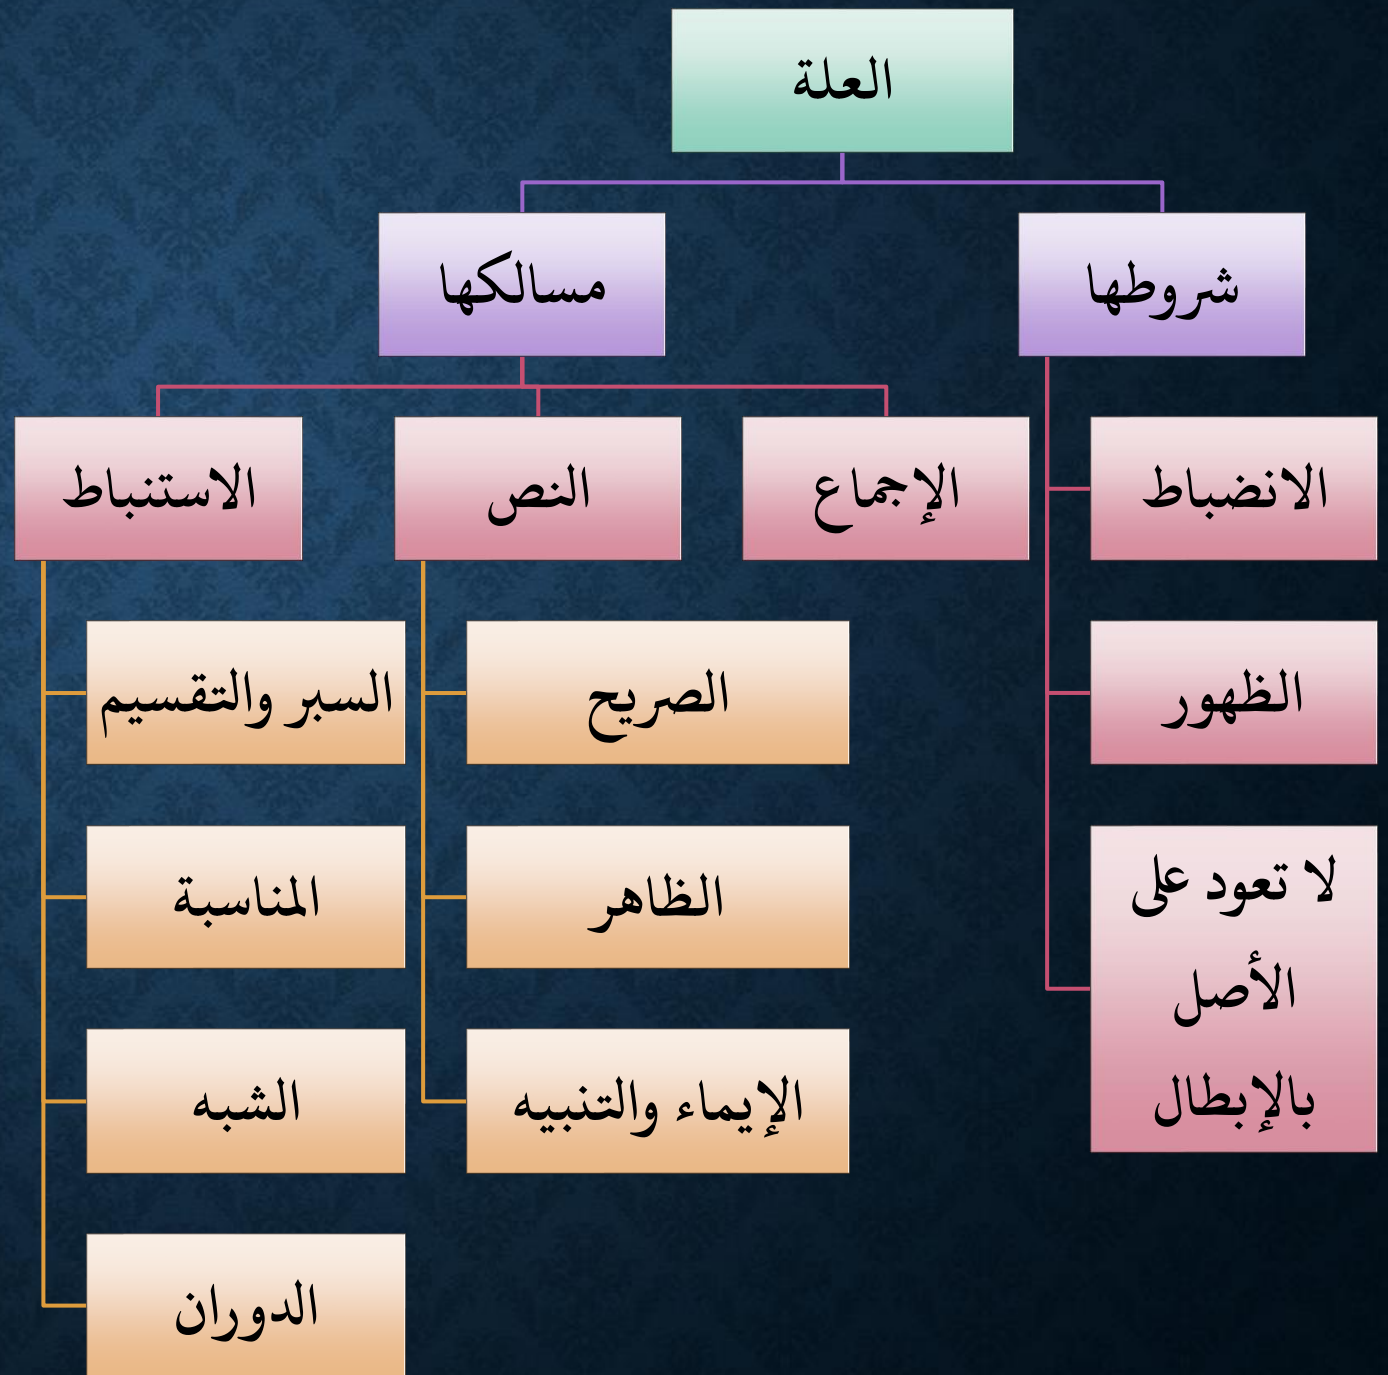 العلة
شروطها
مسالكها
الانضباط
الظهور
لا تعود على
الأصل
بالإبطال
الإجماع
النص
الصريح
الظاهر
الإيماء والتنبيه
الاستنباط
السبر والتقسيم
المناسبة
الشبه
الدوران